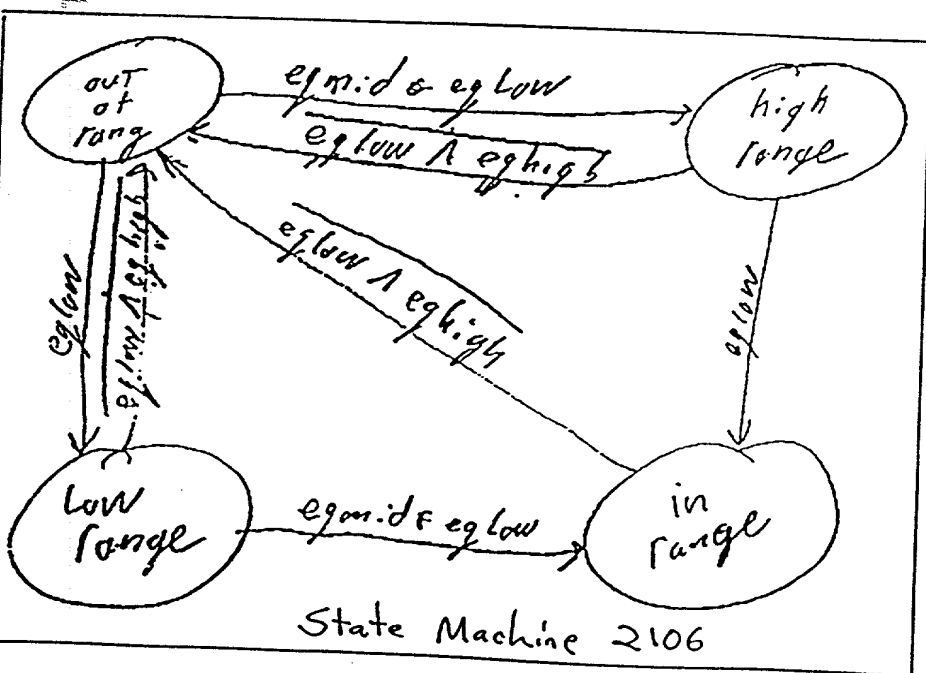 out
of
rang
eqmid & eqlow
high
range
eqlow Λ eqhigh
eqlow Λ eqhigh
eqlow
eqlow Λ eqhigh
eqlow
low
range
eqmid & eqlow
in
range
State Machine 2106